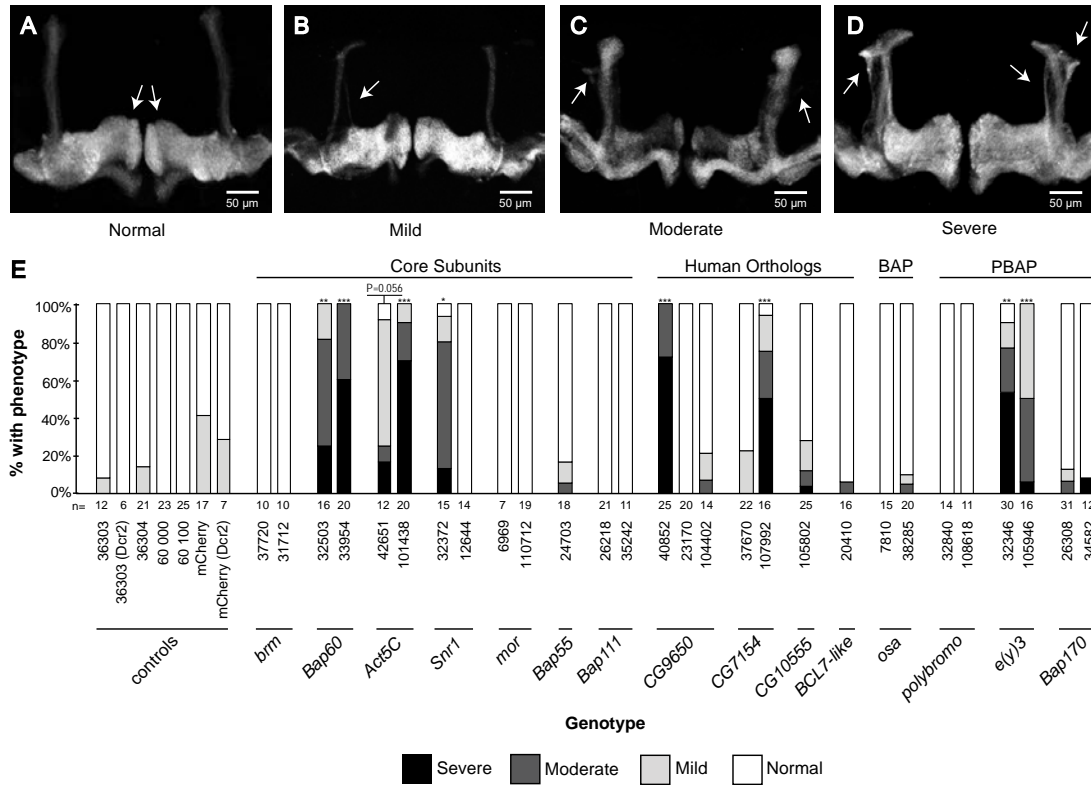 A
B
C
D
50 µm
50 µm
50 µm
50 µm
Normal
Mild
Moderate
Severe
E
Core Subunits
Human Orthologs
BAP
PBAP
P=0.056
** *** *** * *** *** ** ***
100%
80%
60%
40%
20%
0%
% with phenotype
n= 12 6 21 23 25 17 7 10 10 16 20 12 20 15 14 7 19 18 21 11 25 20 14 22 16 25 16 15 20 14 11 30 16 31 12
36303
36303 (Dcr2)
36304
60 000
60 100
mCherry
mCherry (Dcr2)
37720
31712
32503
33954
42651
101438
32372
12644
6969
1107112
24703
26218
35242
40852
23170
104402
37670
107992
105802
20410
7810
38285
32840
108618
32346
105946
26308
34582
controls
brm
Bap60
Act5C
Snr1
mor
Bap55
Bap111
CG9650
CG7154
CG10555
BCL7-like
osa
polybromo
e(y)3
Bap170
Genotype
Severe
Moderate
Mild
Normal